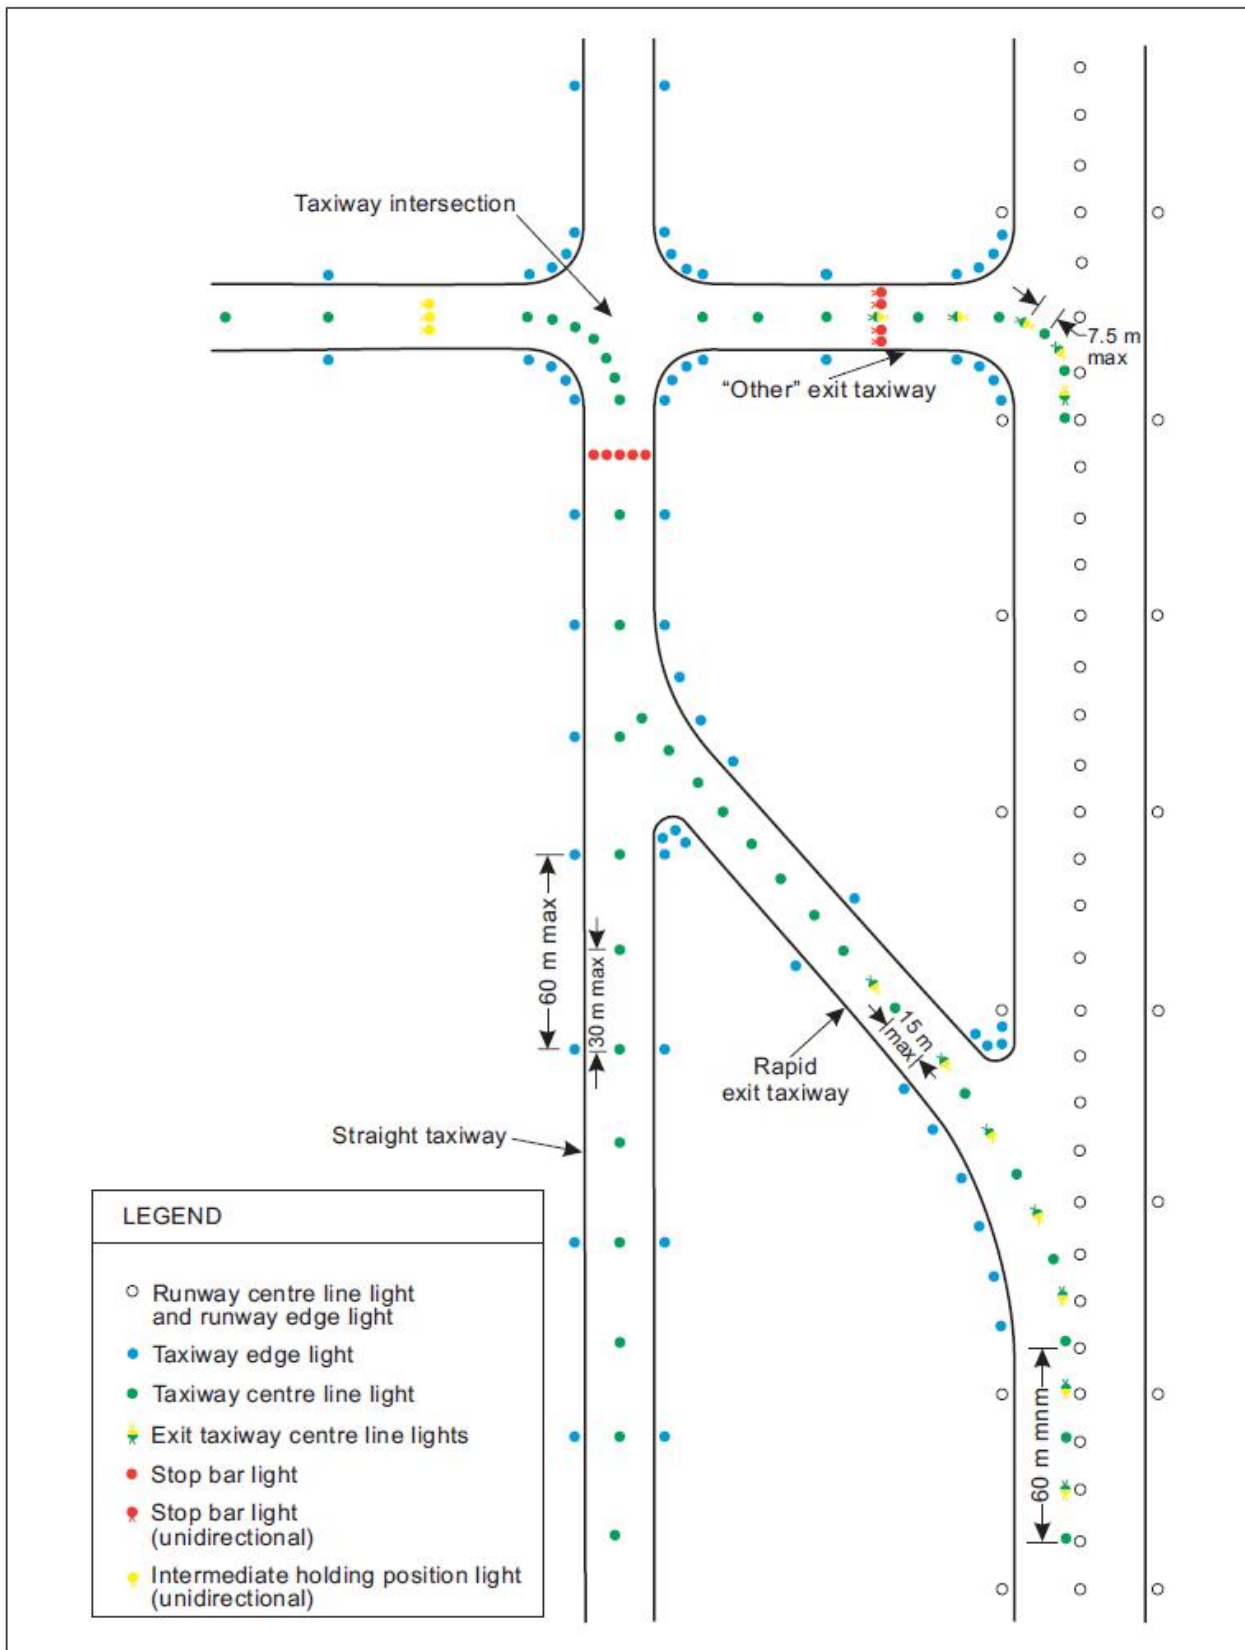 Taxiway intersection
7.5 m
max
“Other” exit taxiway
60 m max
30 m max
15 m
max
Rapid
exit taxiway
Straight taxiway
60 m mnm
LEGEND
Runway centre line light
and runway edge light
Taxiway edge light
Taxiway centre line light
Exit taxiway centre line lights
Stop bar light
Stop bar light
(unidirectional)
Intermediate holding position light
(unidirectional)